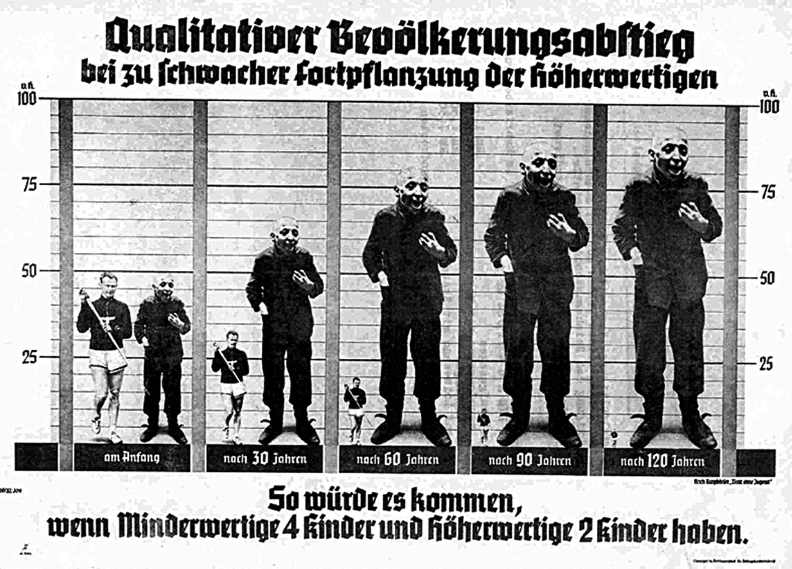 Qualitativer Bevölkerungsabstieg
bei zu schwacher Fortpflanzung der Höherwertigen
v.H. v.H.
100 100
75 75
50 50
25 25
am Anfang nach 30 Jahren nach 60 Jahren nach 90 Jahren nach 120 Jahren
So würde es kommen,
wenn Minderwertige 4 Kinder und Höherwertige 2 Kinder haben.